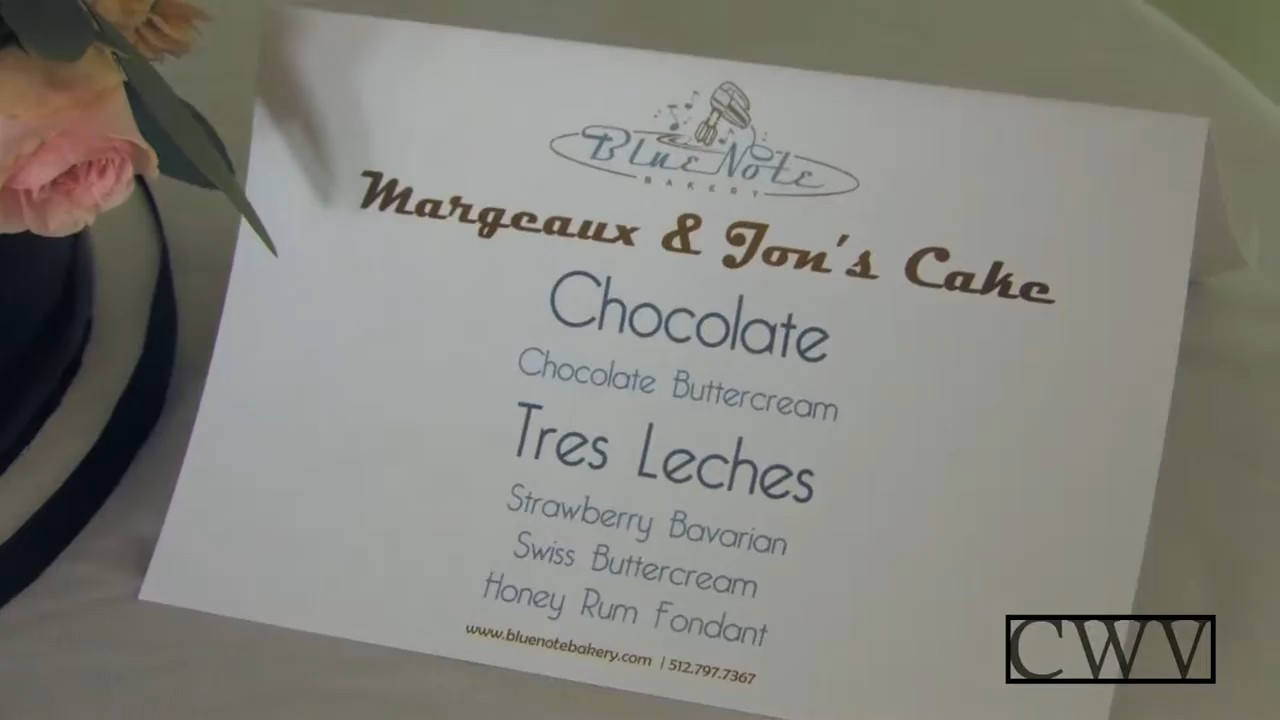 Blue Note
BAKERY
Margeaux & Jon's Cake
Chocolate
Chocolate Buttercream
Tres Leches
Strawberry Bavarian
Swiss Buttercream
Honey Rum Fondant
www.bluenotebakery.com | 512.797.7367
CWV